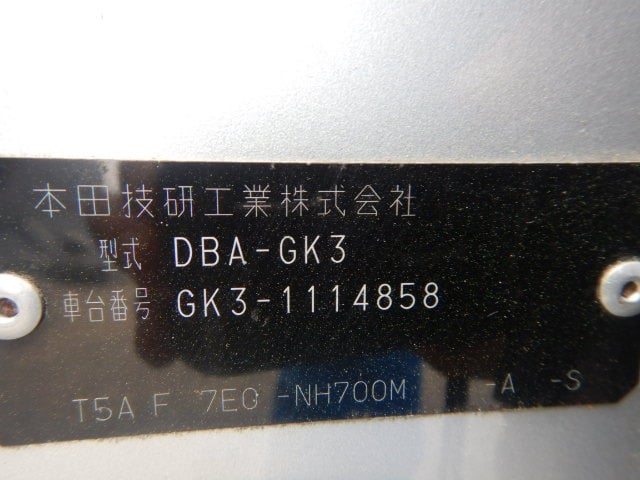 本田技研工業株式会社
型式 DBA-GK3
車台番号 GK3-1114858
T5A F 7EO -NH700M -A -S